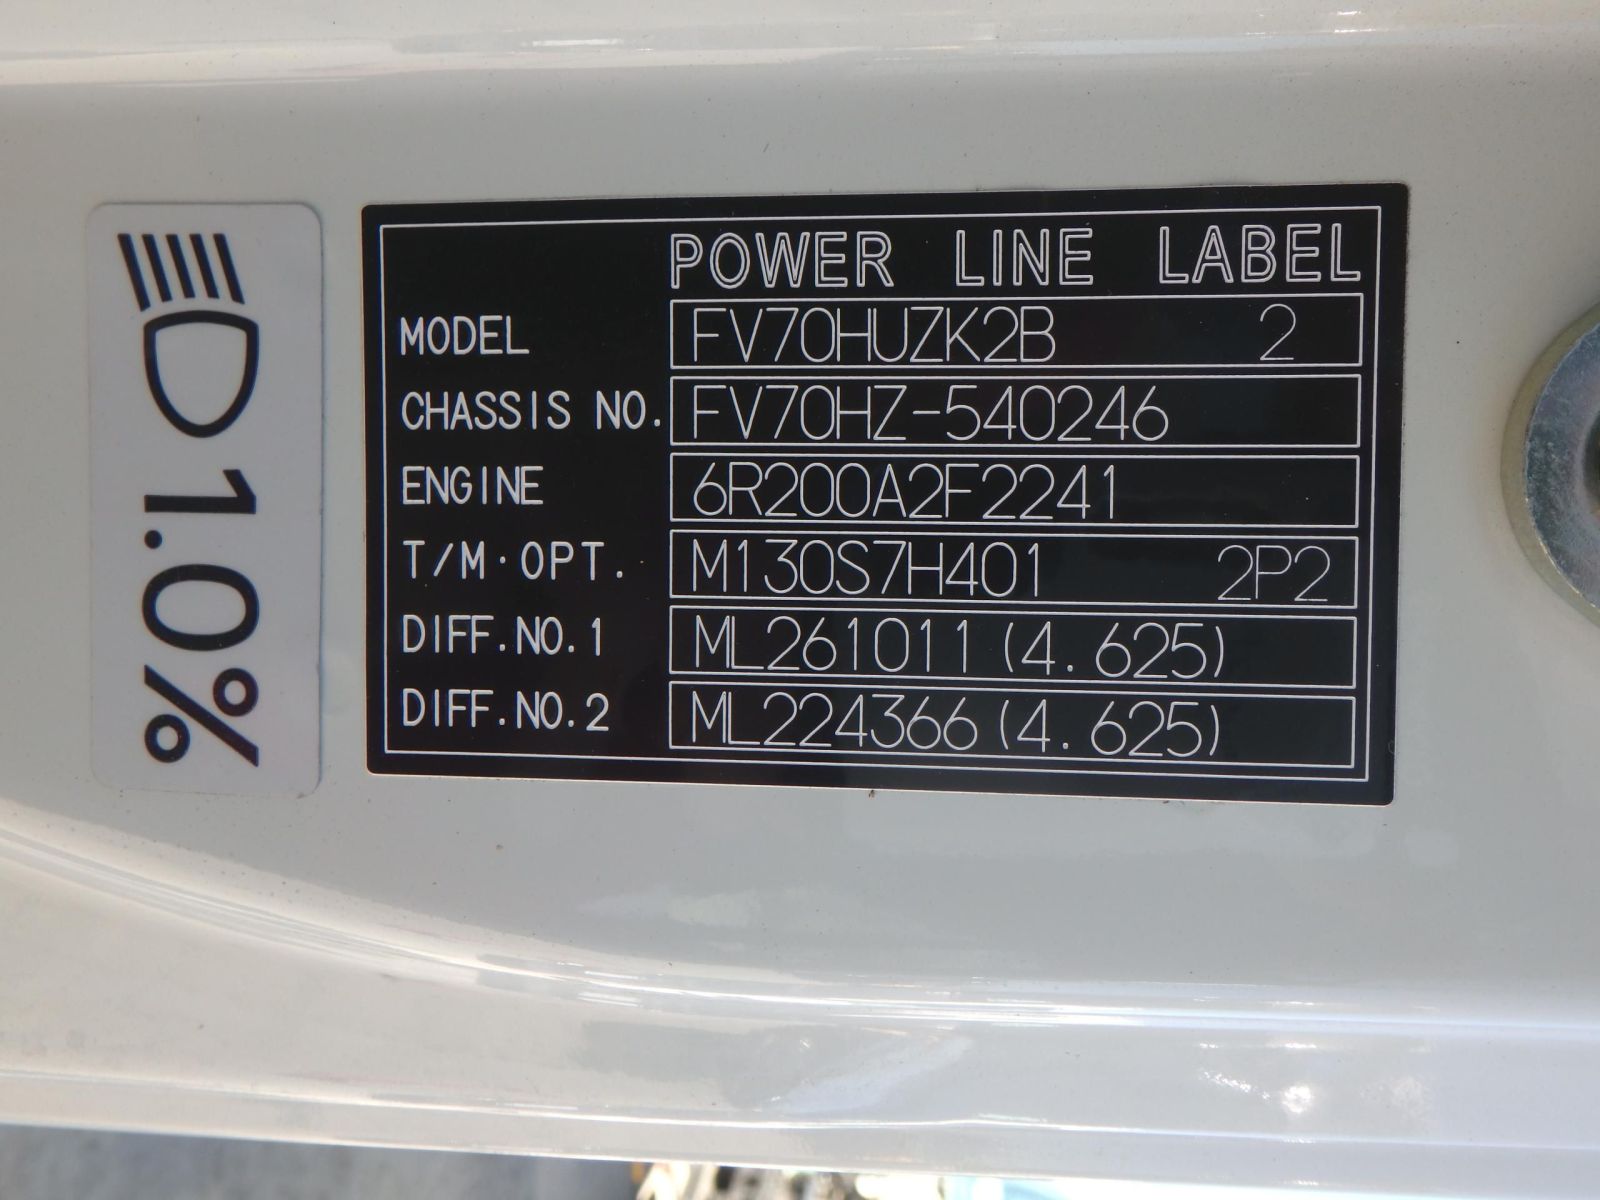 POWER LINE LABEL
MODEL FV70HUZK2B 2
CHASSIS NO. FV70HZ-540246
ENGINE 6R200A2F2241
T/M·OPT. M130S7H401 2P2
DIFF.NO.1 ML261011(4.625)
DIFF.NO.2 ML224366(4.625)
1.0%